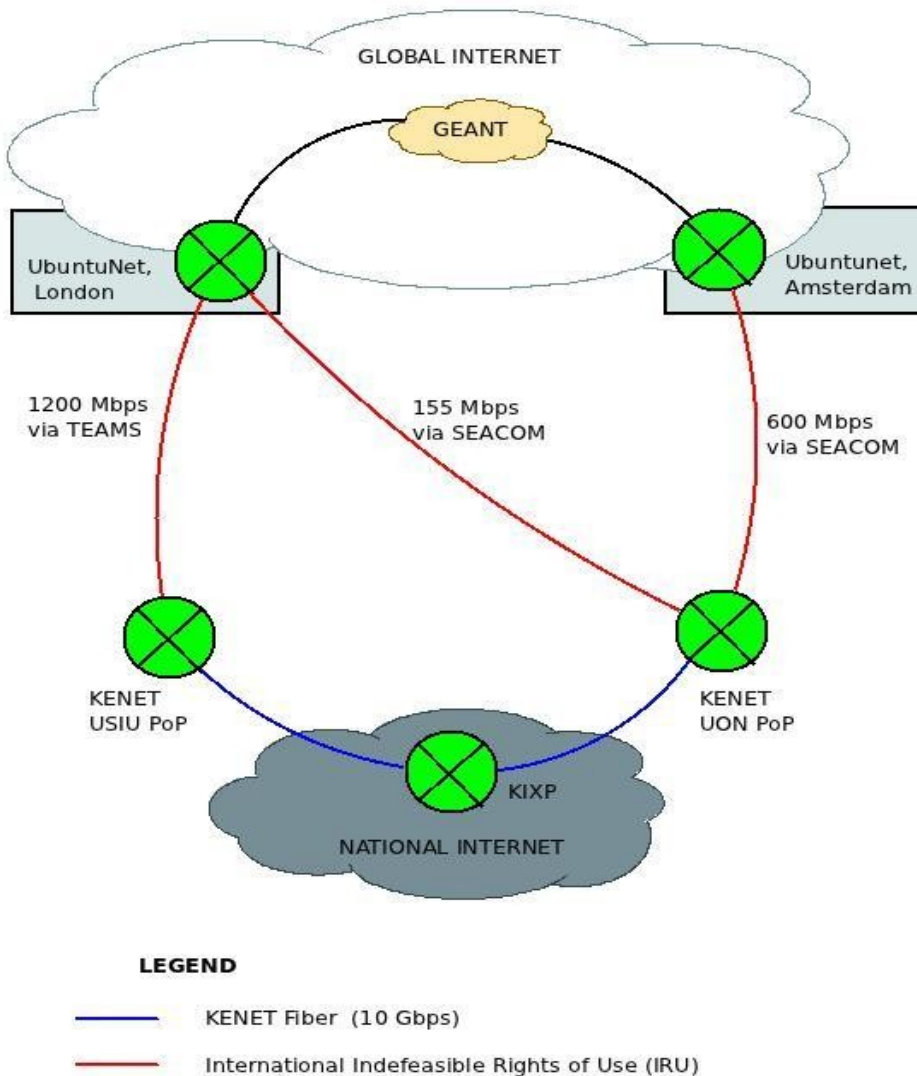 GLOBAL INTERNET
GEANT
UbuntuNet,
London
Ubuntunet,
Amsterdam
1200 Mbps
via TEAMS
155 Mbps
via SEACOM
600 Mbps
via SEACOM
KENET
USIU PoP
KENET
UON PoP
KIXP
NATIONAL INTERNET
LEGEND
KENET Fiber (10 Gbps)
International Indefeasible Rights of Use (IRU)